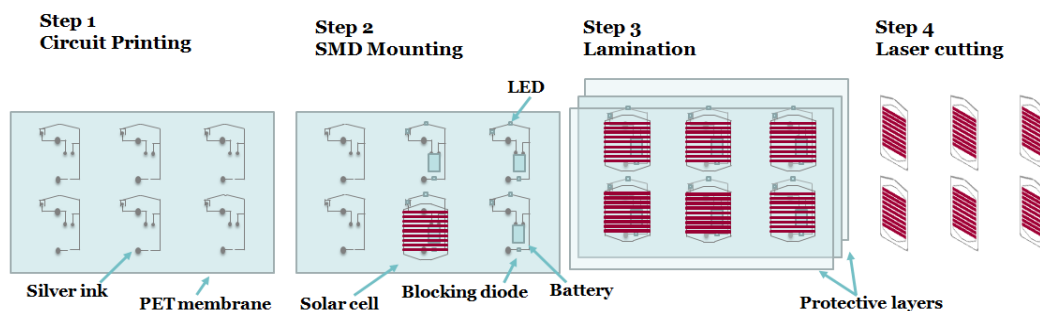 Step 1
Circuit Printing
Step 2
SMD Mounting
Step 3
Lamination
Step 4
Laser cutting
LED
Silver ink
PET membrane
Solar cell
Blocking diode
Battery
Protective layers